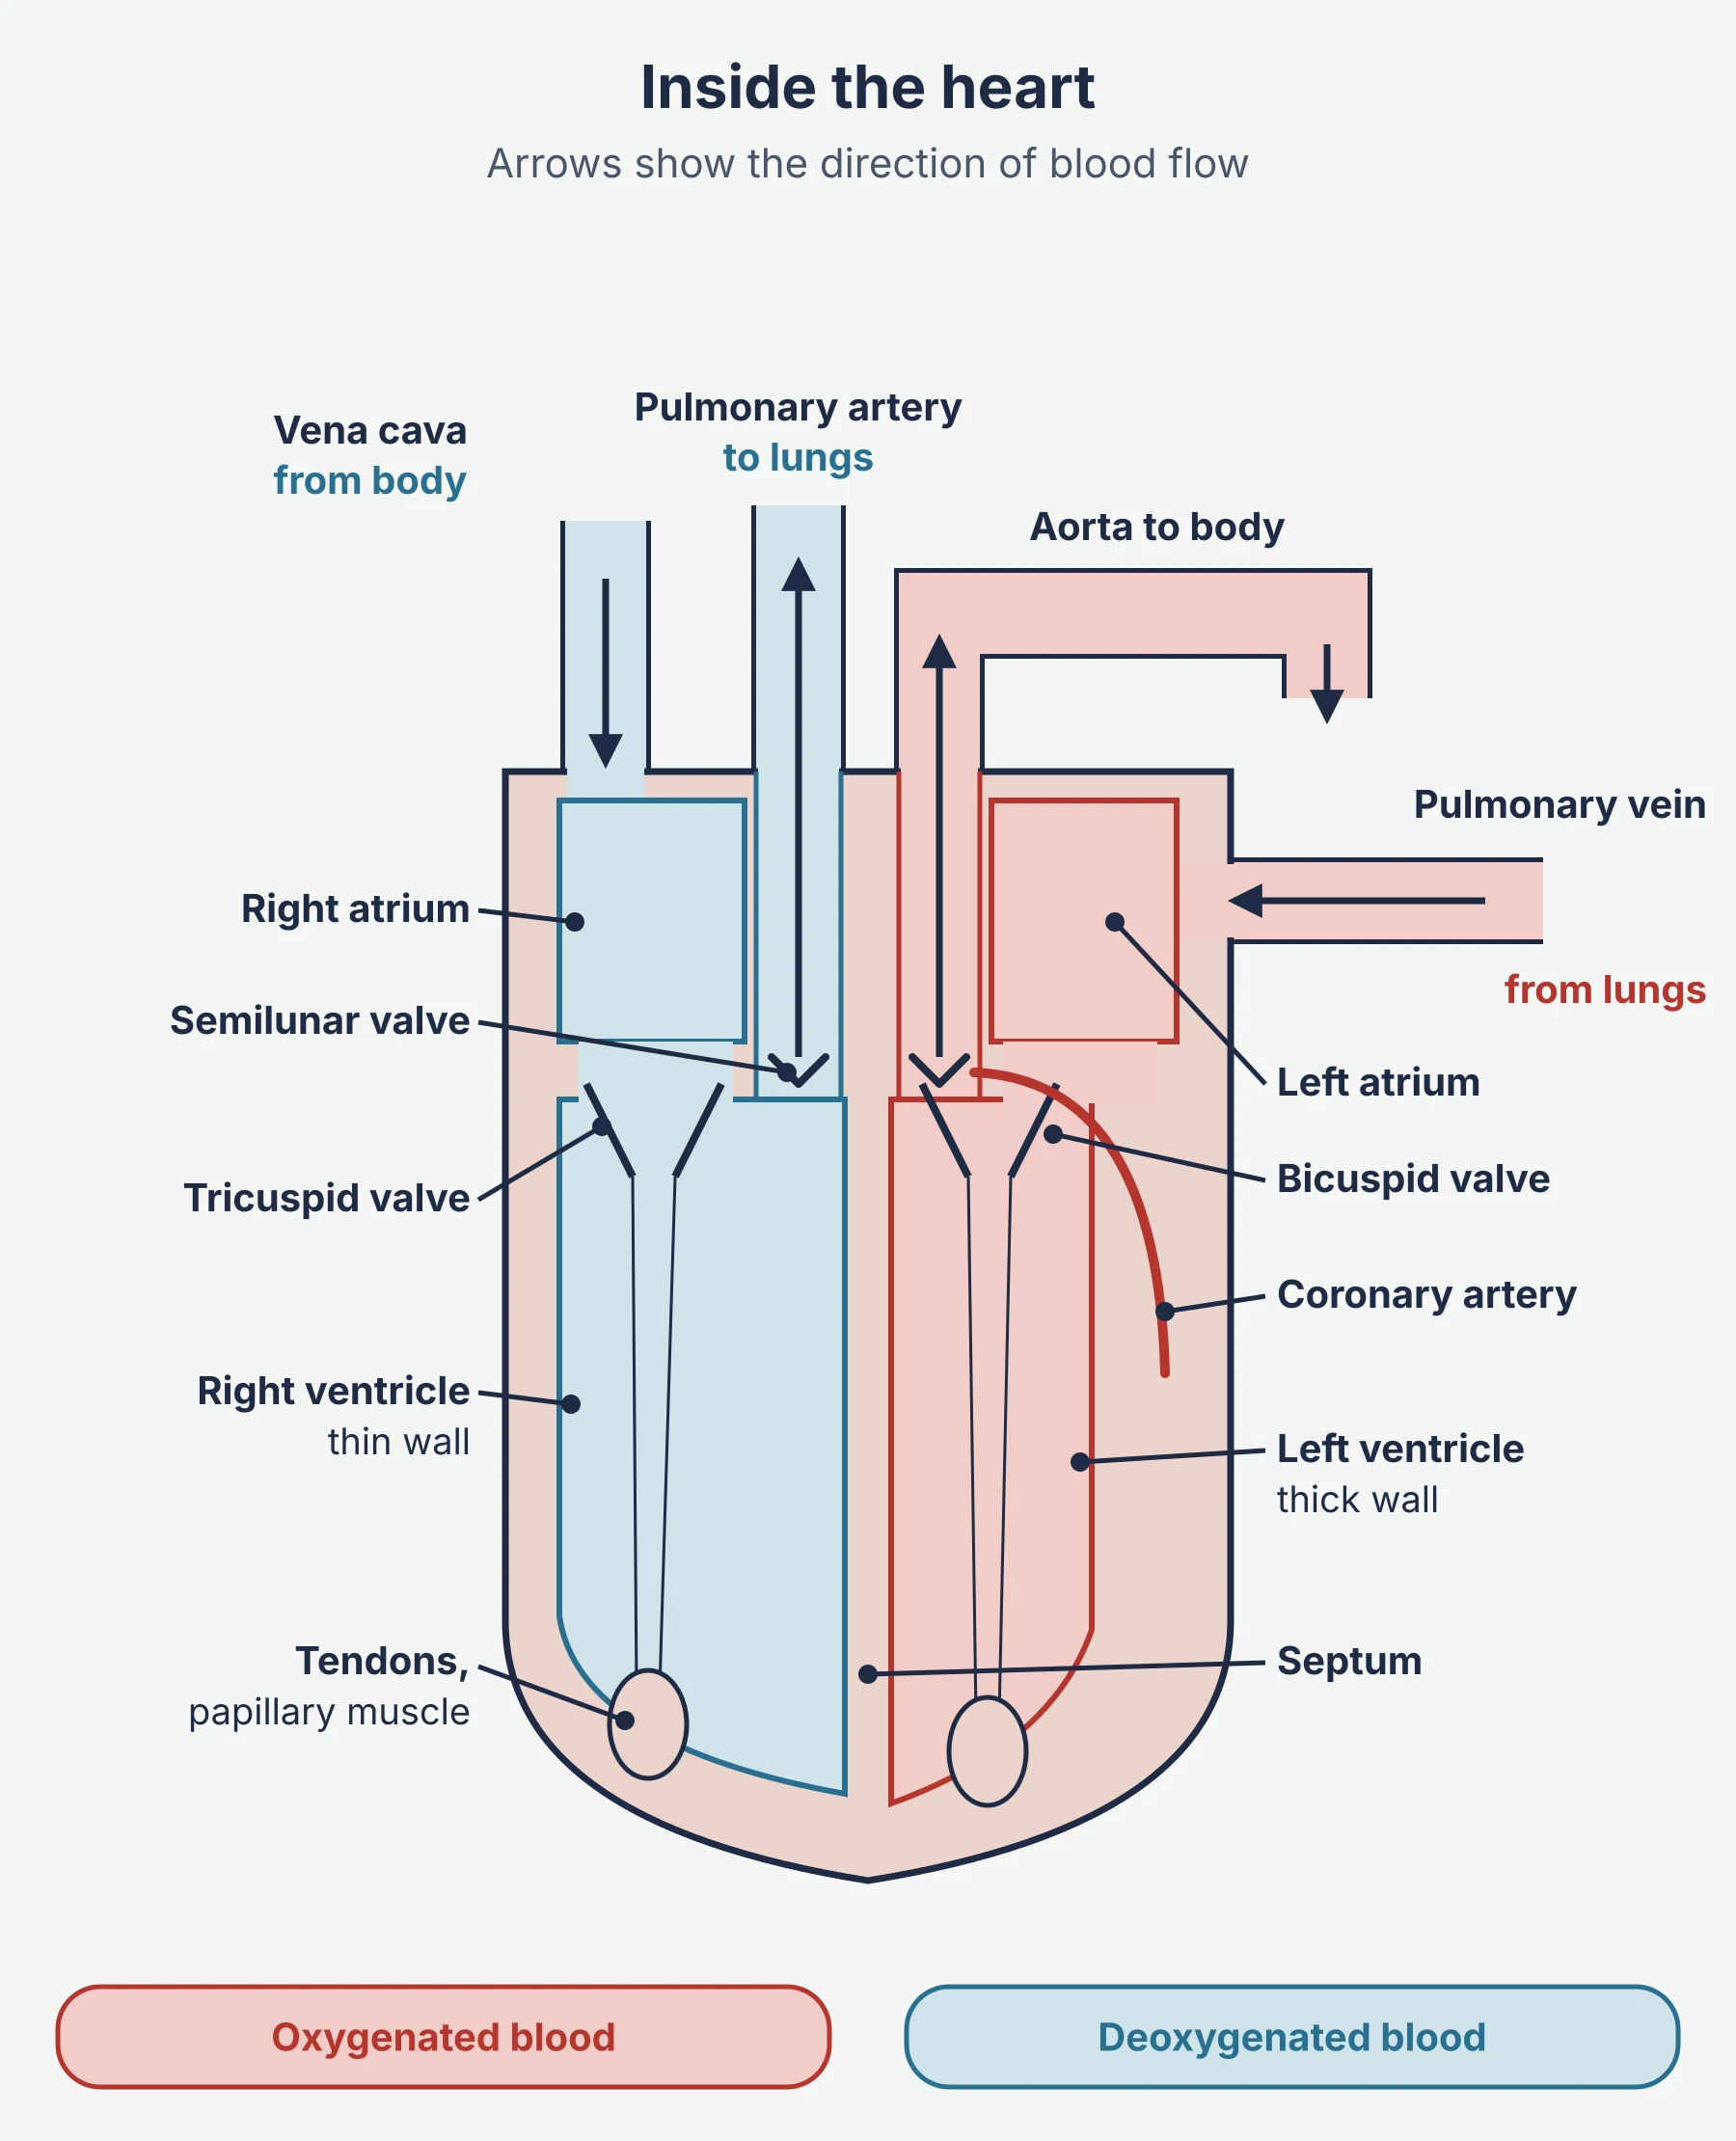 Inside the heart
Arrows show the direction of blood flow
Pulmonary artery
to lungs
Vena cava
from body
Aorta to body
Pulmonary vein
from lungs
Right atrium
Semilunar valve
Tricuspid valve
Right ventricle
thin wall
Tendons,
papillary muscle
Left atrium
Bicuspid valve
Coronary artery
Left ventricle
thick wall
Septum
Oxygenated blood
Deoxygenated blood